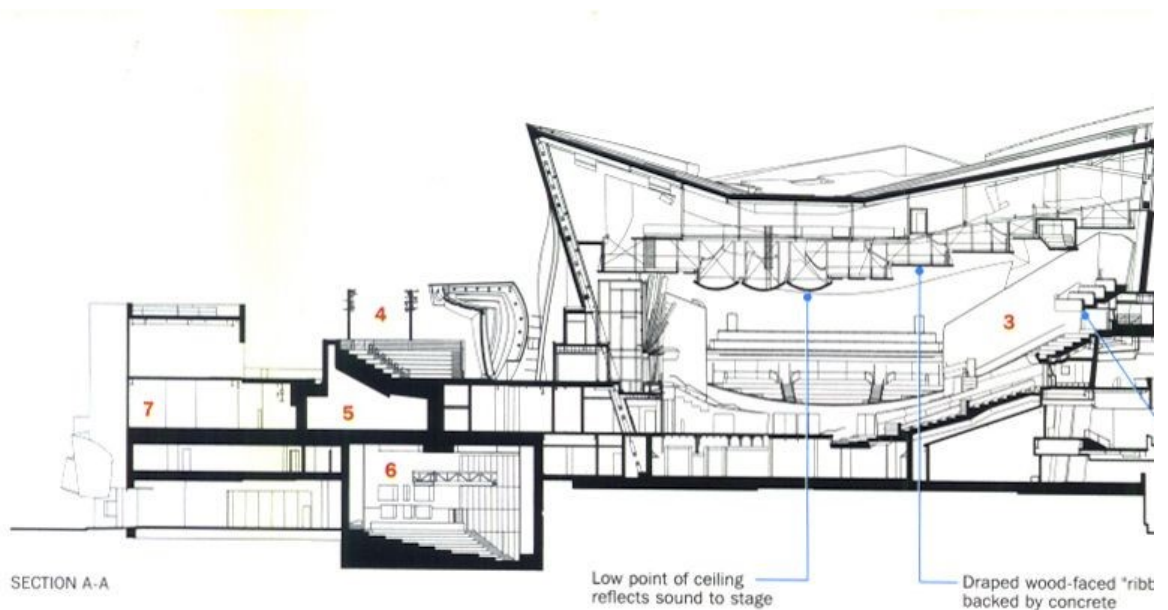 4
3
7
5
6
SECTION A-A
Low point of ceiling
reflects sound to stage
Draped wood-faced "ribb
backed by concrete